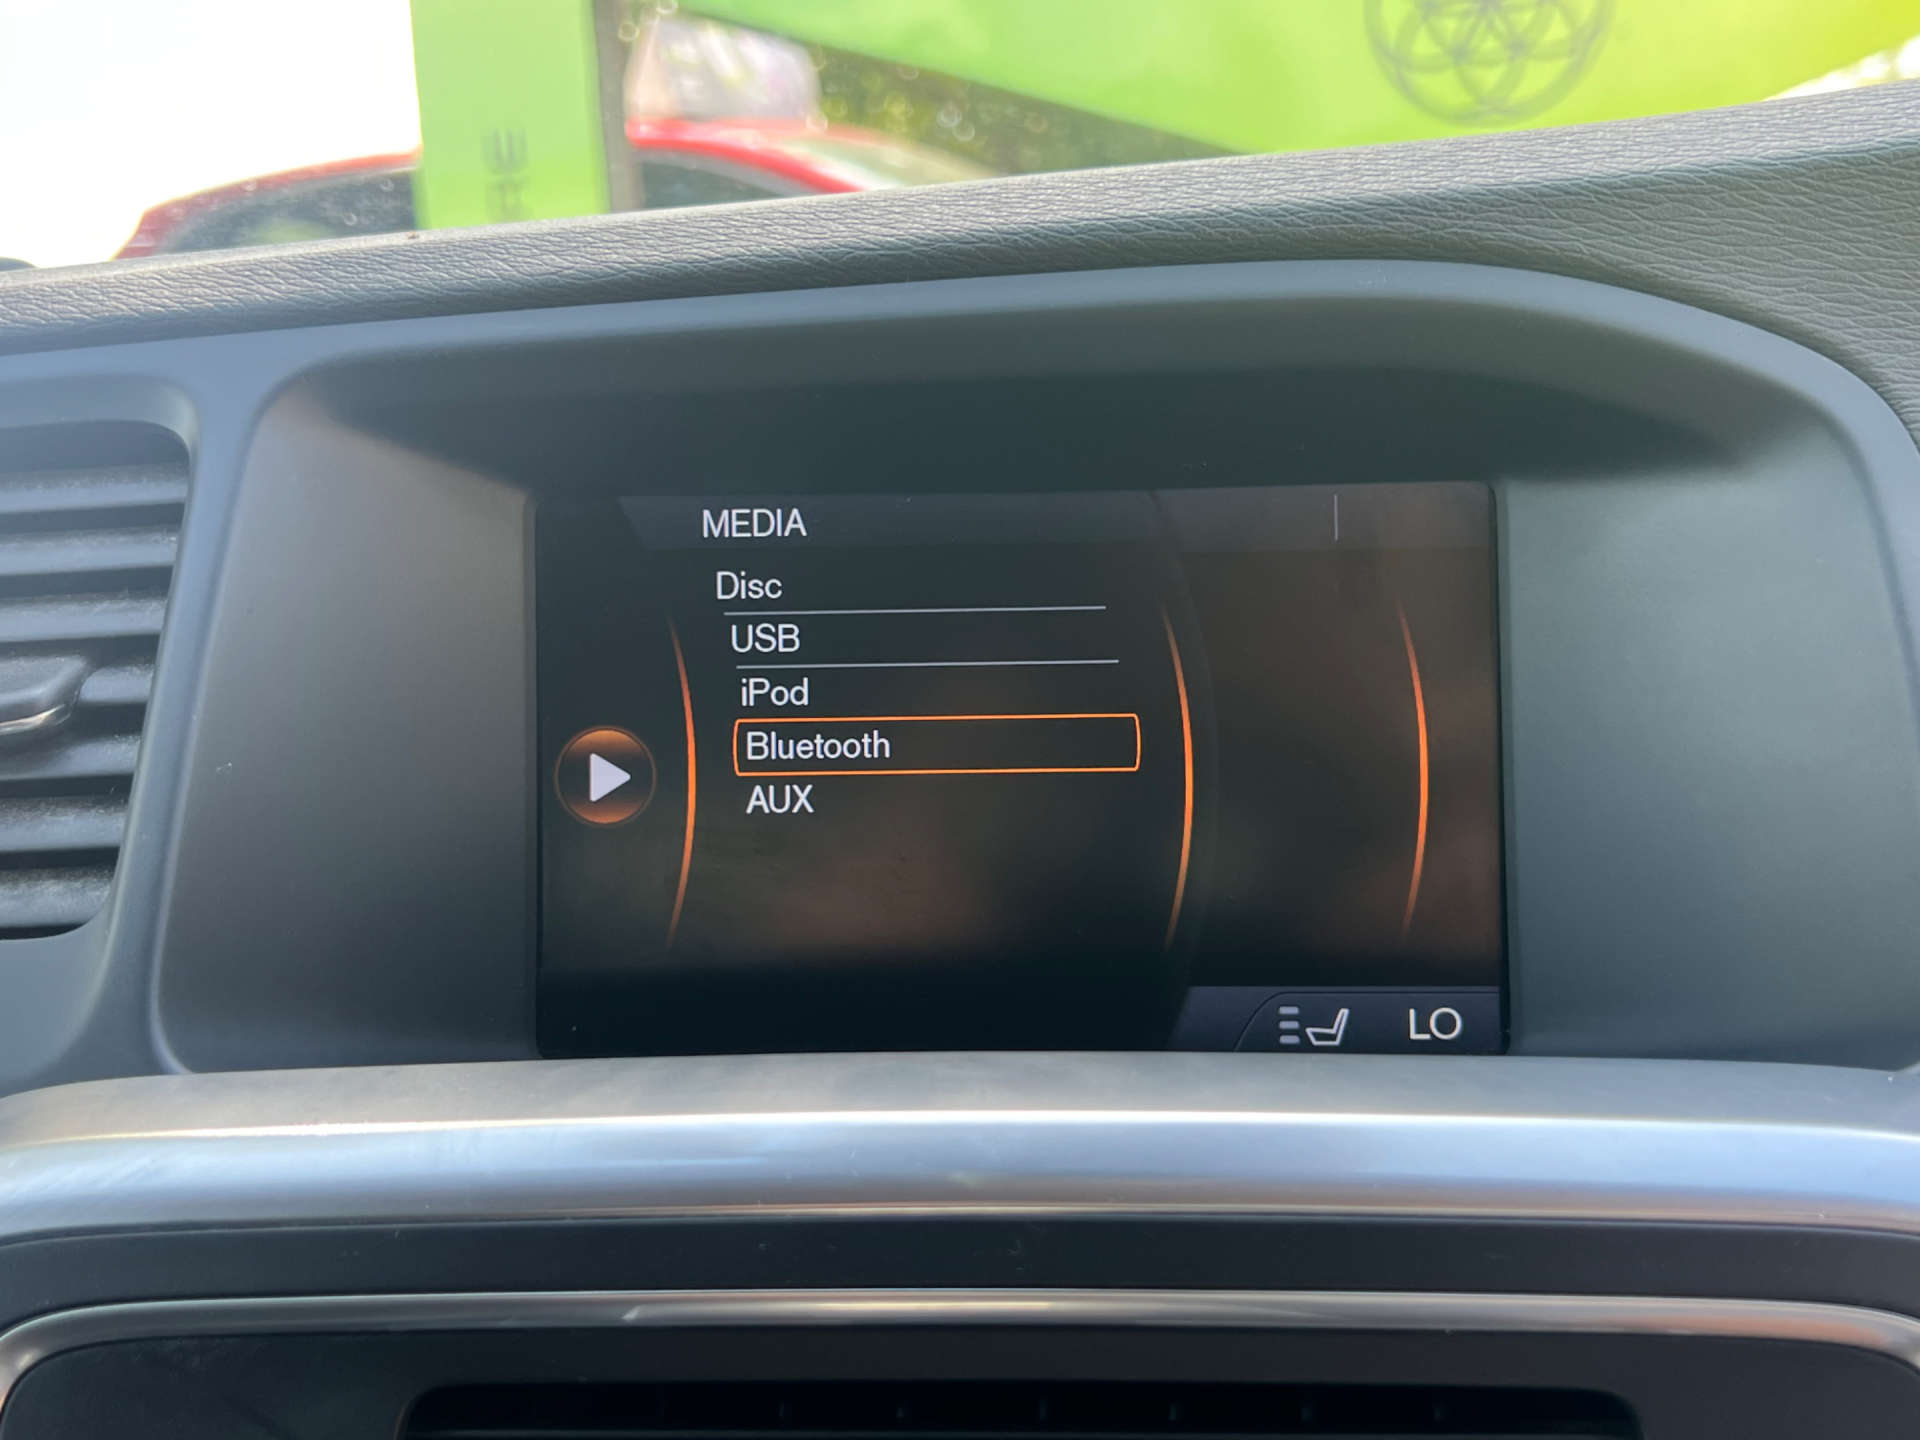 MEDIA
Disc
USB
iPod
Bluetooth
AUX
LO